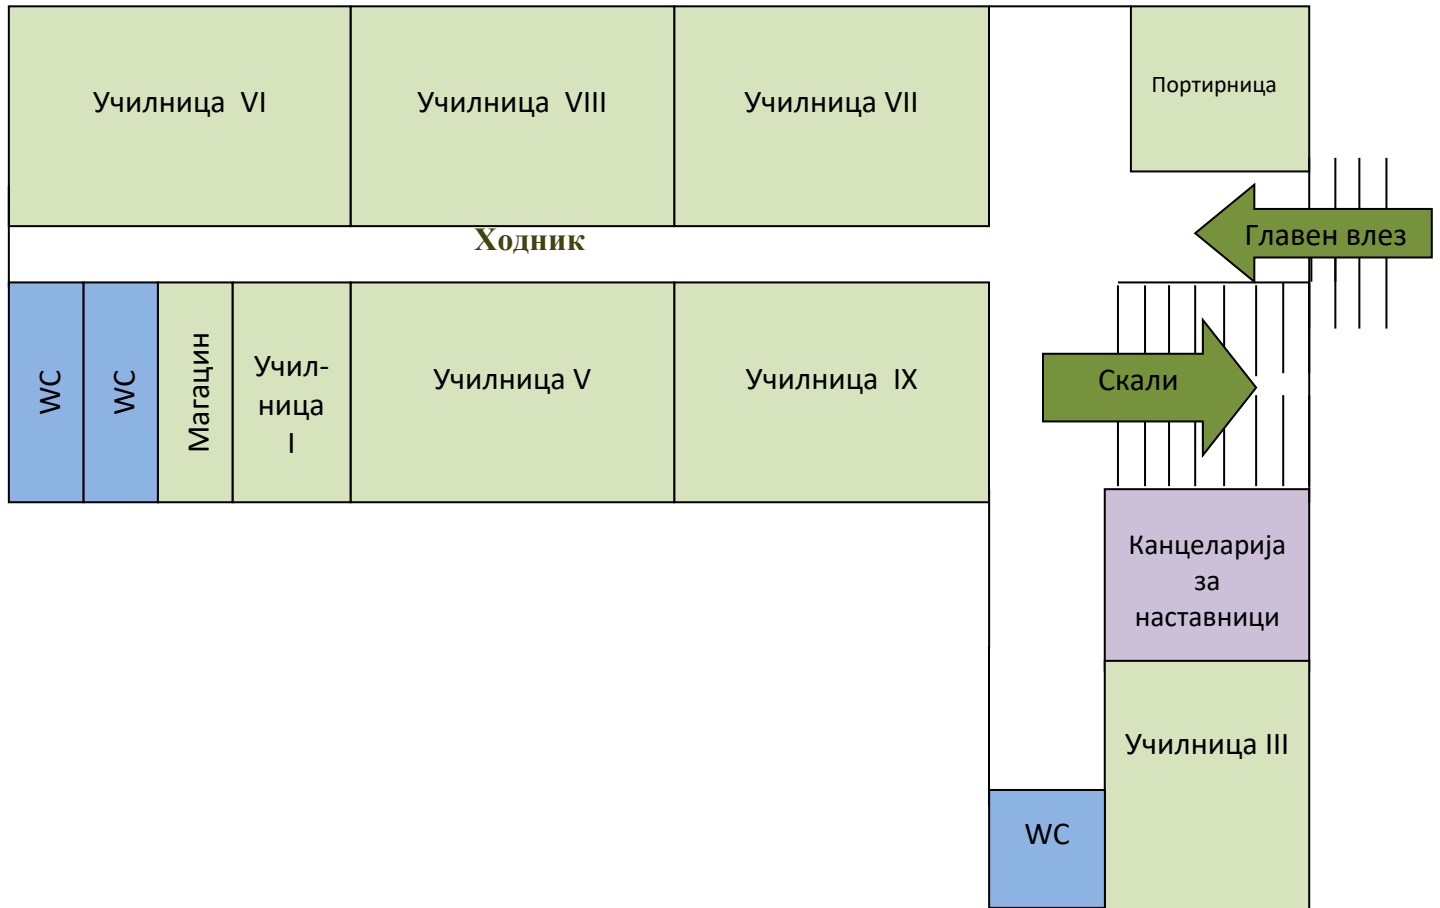 Училница VI
Училница VIII
Училница VII
Портирница
Ходник
Главен влез
WC
WC
Магацин
Учил-
ница
I
Училница V
Училница IX
Скали
Канцеларија
за
наставници
Училница III
WC